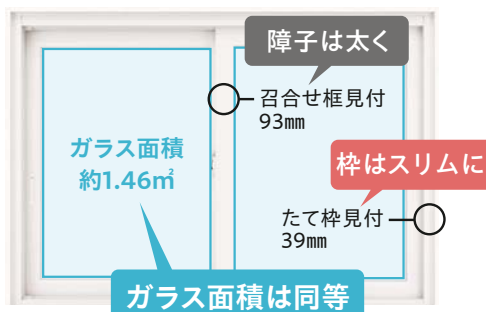 障子は太く
召合せ框見付
93㎜
ガラス面積
約1.46㎡
枠はスリムに
たて枠見付
39㎜
ガラス面積は同等